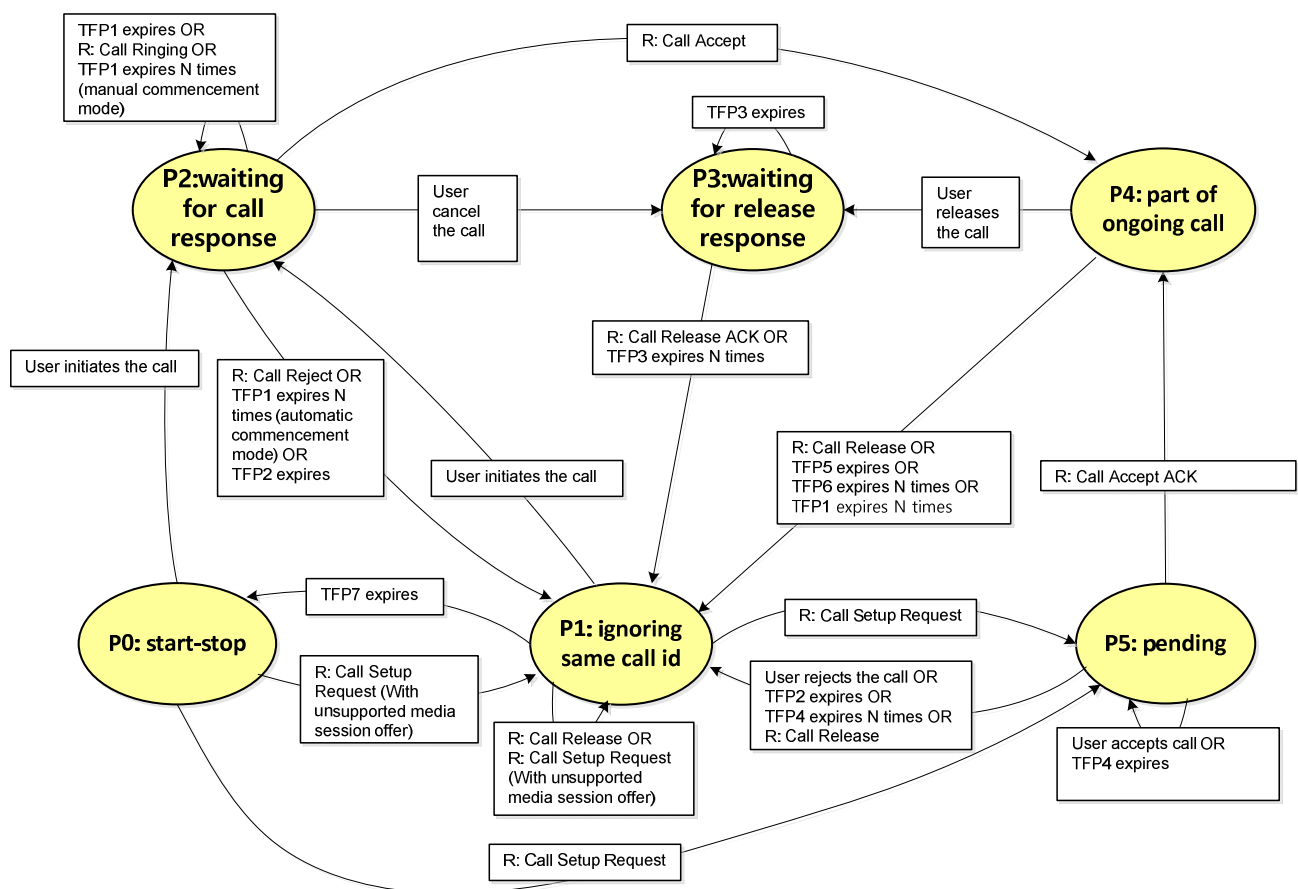 TFP1 expires OR
R: Call Ringing OR
TFP1 expires N times
(manual commencement
mode)
R: Call Accept
TFP3 expires
P2:waiting
for call
response
User
cancel
the call
P3:waiting
for release
response
User
releases
the call
P4: part of
ongoing call
User initiates the call
R: Call Reject OR
TFP1 expires N
times (automatic
commencement
mode) OR
TFP2 expires
R: Call Release ACK OR
TFP3 expires N times
User initiates the call
R: Call Release OR
TFP5 expires OR
TFP6 expires N times OR
TFP1 expires N times
R: Call Accept ACK
P0: start-stop
TFP7 expires
R: Call Setup
Request (With
unsupported media
session offer)
P1: ignoring
same call id
R: Call Setup Request
P5: pending
User rejects the call OR
TFP2 expires OR
TFP4 expires N times OR
R: Call Release
R: Call Release OR
R: Call Setup Request
(With unsupported
media session offer)
User accepts call OR
TFP4 expires
R: Call Setup Request